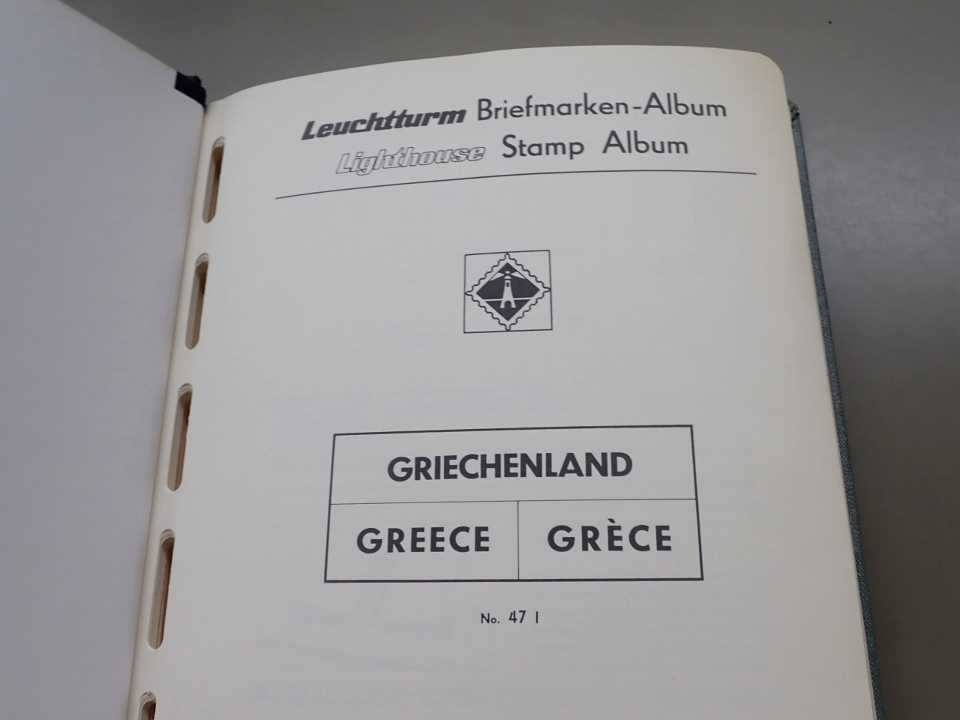 Leuchtturm Briefmarken-Album
Lighthouse Stamp Album
GRIECHENLAND
GREECE GRÈCE
No. 47 I